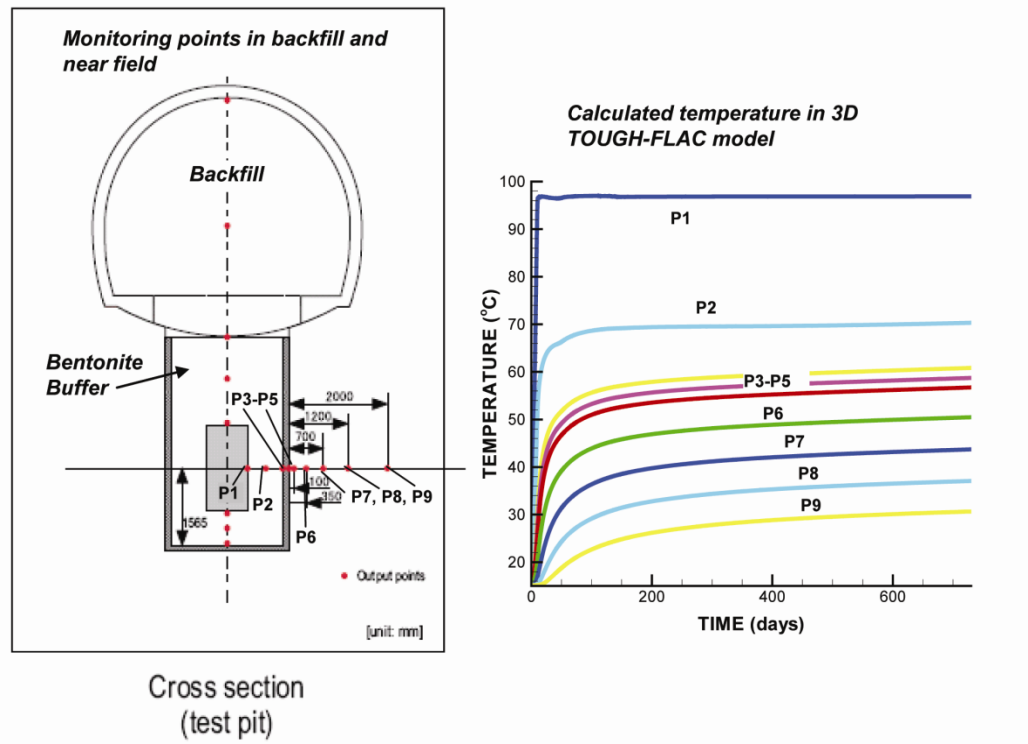 Monitoring points in backfill and
near field
Backfill
Bentonite
Buffer
P3-P5
2000
1200
700
P1
P2
100
350
P7, P8, P9
P6
1565
Output points
[unit: mm]
Cross section
(test pit)
Calculated temperature in 3D
TOUGH-FLAC model
TEMPERATURE (°C)
100
90
80
70
60
50
40
30
20
P1
P2
P3-P5
P6
P7
P8
P9
0
200
400
600
TIME (days)